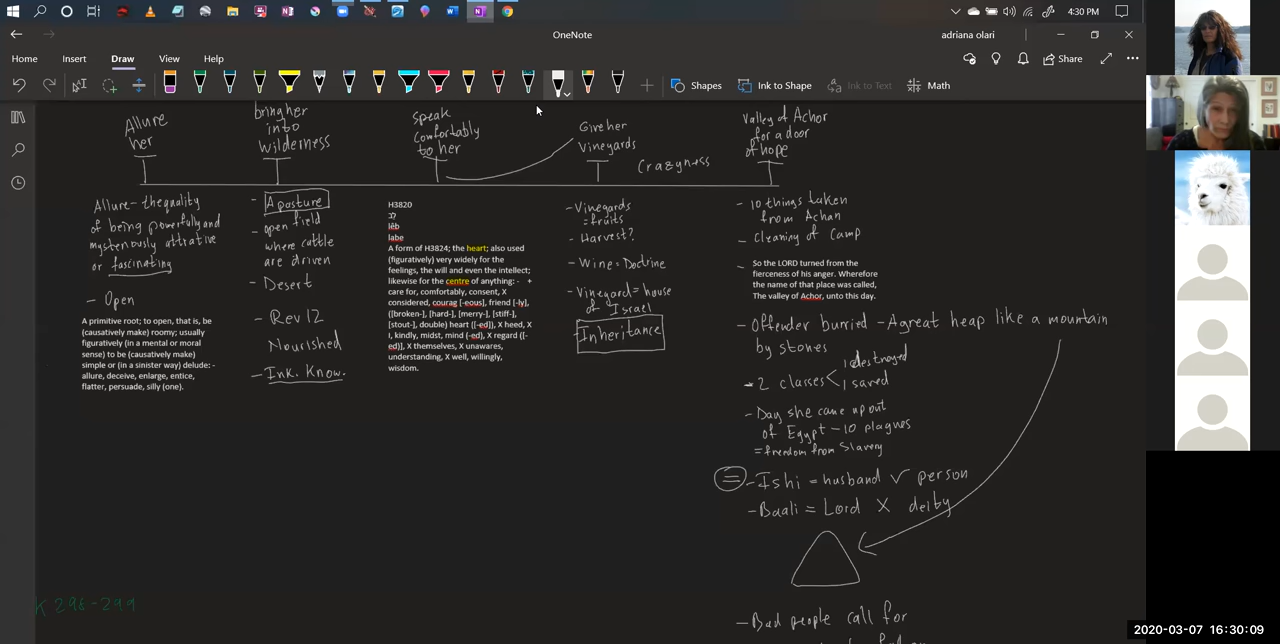 4:30 PM
OneNote
adriana olari
Home
Insert
Draw
View
Help
Share
Shapes
Ink to Shape
Ink to Text
Math
Allure
her
bring her
into
wilderness
speak
comfortably
to her
Give her
Vineyards
Crazyness
Valley of Achor
for a door
of hope
Allure - the quality
of being powerfully and
mysteriously attrative
or fascinating
- Open
A primitive root; to open, that is, be
(causatively make) roomy; usually
figuratively (in a mental or moral
sense) to be (causatively make)
simple or (in a sinister way) delude: -
allure, deceive, enlarge, entice,
flatter, persuade, silly (one).
- A pasture
- open field
where cattle
are driven
- Desert
- Rev 12
Nourished
- Ink. Know.
H3820
לב
lêb
labe
A form of H3824; the heart; also used
(figuratively) very widely for the
feelings, the will and even the intellect;
likewise for the centre of anything: - +
care for, comfortably, consent, X
considered, courag [-eous], friend [-ly],
([broken-], [hard-], [merry-], [stiff-],
[stout-], double) heart ([-ed]), X heed, X
I, kindly, midst, mind (-ed), X regard ([-
ed)], X themselves, X unawares,
understanding, X well, willingly,
wisdom.
- Vinegards
= fruits
- Harvest?
- Wine = Doctrine
- Vineyard = house
of Israel
Inheritance
- 10 things taken
from Achan
- Cleaning of Camp
- So the LORD turned from the
fierceness of his anger. Wherefore
the name of that place was called,
The valley of Achor, unto this day.
- Offender burried - A great heap like a mountain
by stones
- 2 classes < 1 destroyed
1 saved
- Day she came up out
of Egypt - 10 plagues
= freedom from Slavery
= - Ishi = husband ✓ person
- Baali = Lord X deity
- Bad people call for
K 298-299
2020-03-07 16:30:09